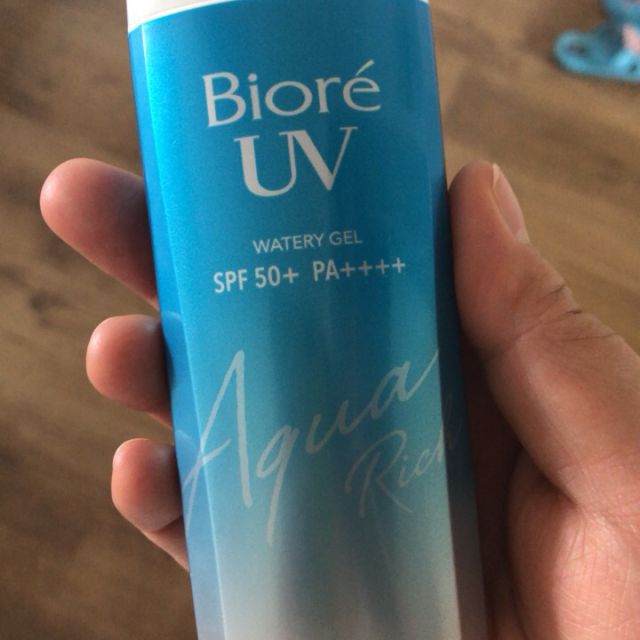 Bioré
UV
WATERY GEL
SPF 50+ PA++++
Aqua
Rich